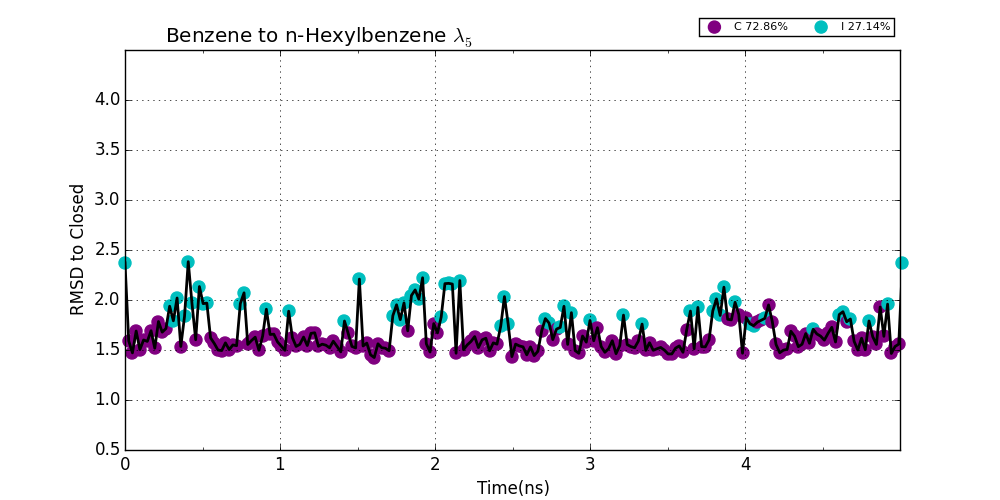 Benzene to n-Hexylbenzene λ5
C 72.86% I 27.14%
4.0
3.5
3.0
2.5
2.0
1.5
1.0
0.5
RMSD to Closed
0 1 2 3 4
Time(ns)